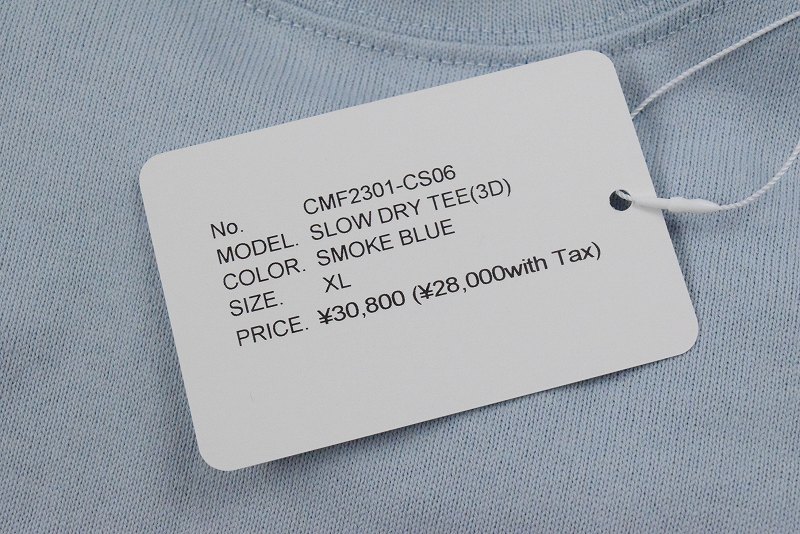 No. CMF2301-CS06
MODEL. SLOW DRY TEE(3D)
COLOR. SMOKE BLUE
SIZE. XL
PRICE. ¥30,800 (¥28,000with Tax)